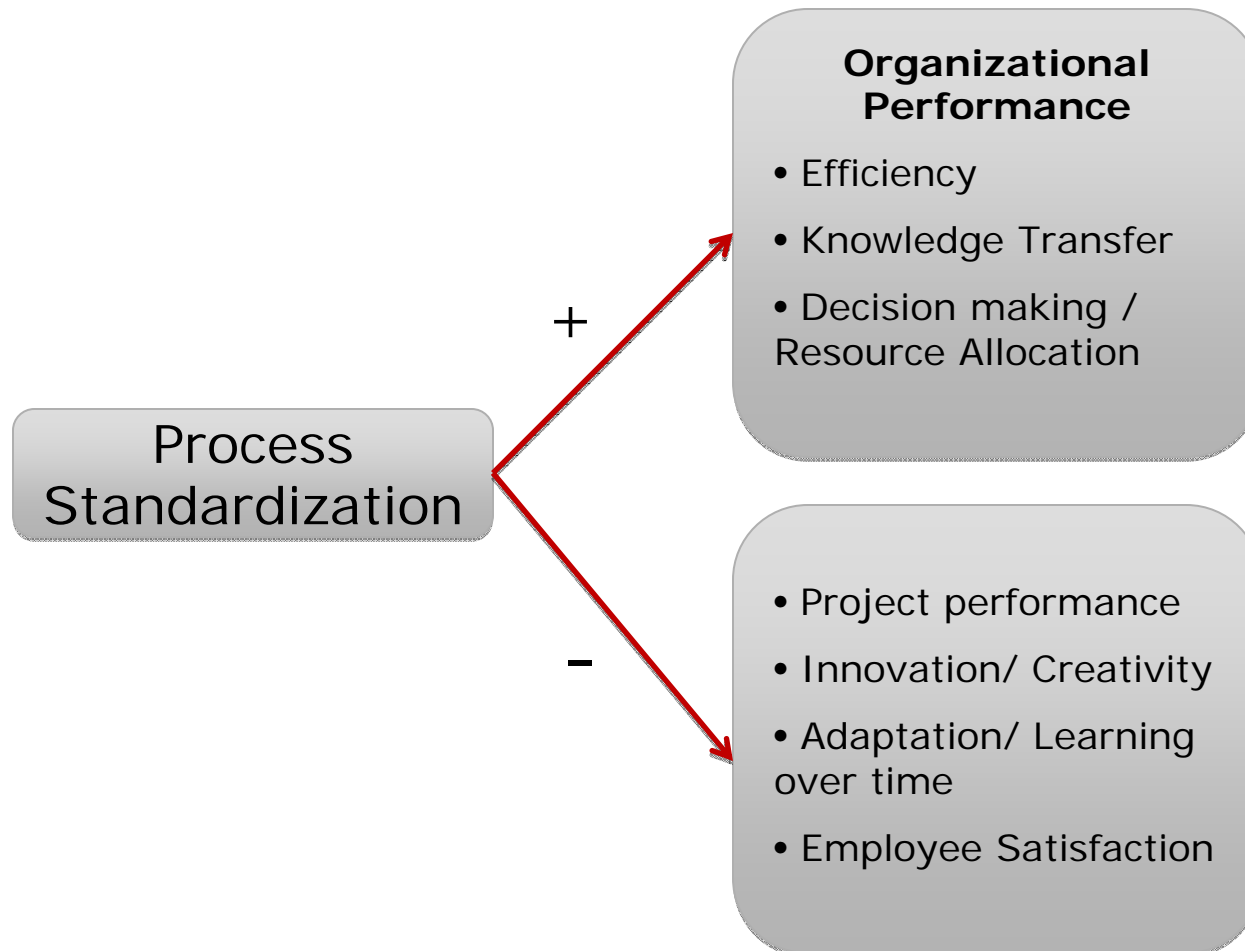 Organizational
Performance
• Efficiency
• Knowledge Transfer
• Decision making /
Resource Allocation
+
Process
Standardization
-
• Project performance
• Innovation/ Creativity
• Adaptation/ Learning
over time
• Employee Satisfaction